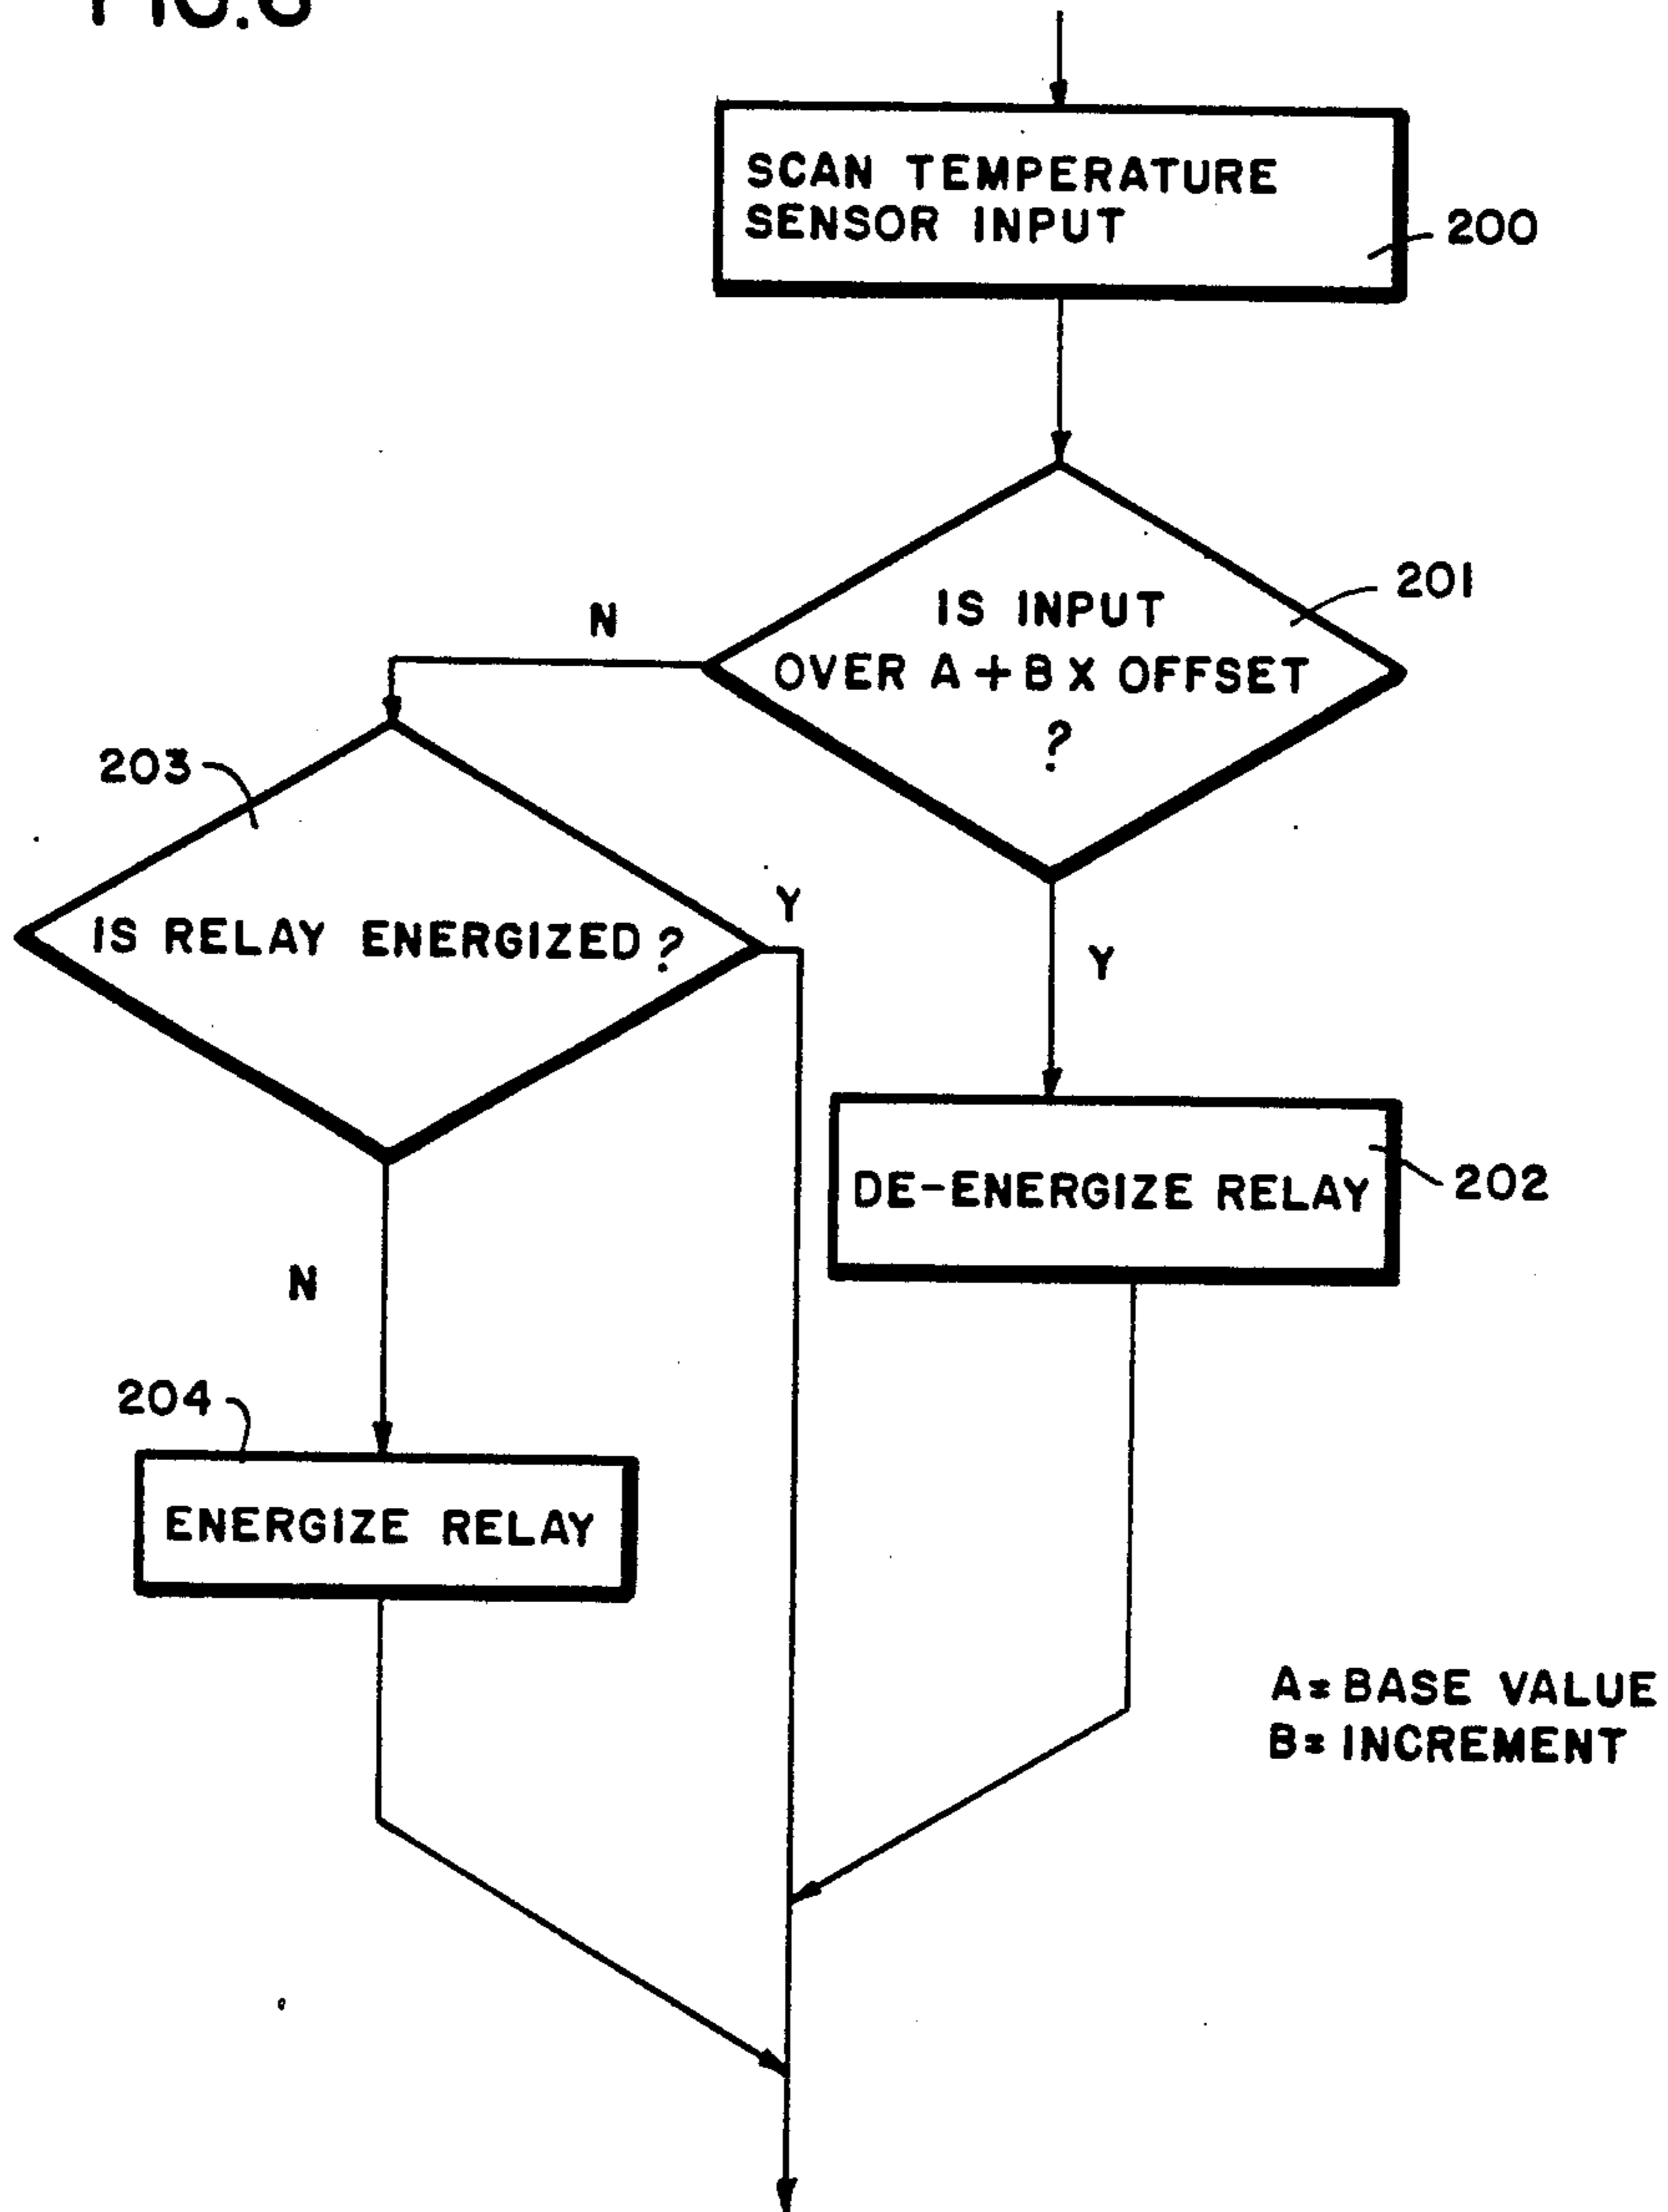 SCAN TEMPERATURE
SENSOR INPUT
200
IS INPUT
OVER A+B X OFFSET
?
201
N
203
IS RELAY ENERGIZED?
Y
Y
DE-ENERGIZE RELAY
202
N
204
ENERGIZE RELAY
A= BASE VALUE
B= INCREMENT